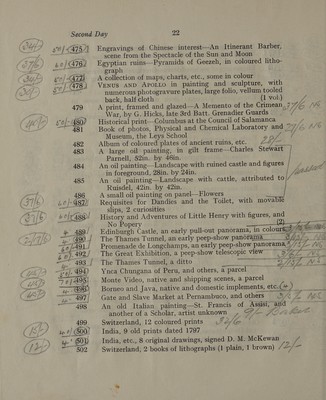 Second Day 22
475 Engravings of Chinese interest—An Itinerant Barber,
scene from the Spectacle of the Sun and Moon
476 Egyptian ruins—Pyramids of Geezeh, in coloured litho-
graph
477 A collection of maps, charts, etc., some in colour
478 Venus and Apollo in painting and sculpture, with
numerous photogravure plates, large folio, vellum tooled
back, half cloth (1 vol.)
479 A print, framed and glazed—A Memento of the Crimean
War, by G. Hicks, late 3rd Batt. Grenadier Guards
480 Historical print—Columbus at the Council of Salamanca
481 Book of photos, Physical and Chemical Laboratory and
Museum, the Leys School
482 Album of coloured plates of ancient ruins, etc.
483 A large oil painting, in gilt frame—Charles Stewart
Parnell, 52in. by 46in.
484 An oil painting—Landscape with ruined castle and figures
in foreground, 28in. by 24in.
485 An oil painting—Landscape with cattle, attributed to
Ruisdel, 42in. by 42in.
486 A small oil painting on panel—Flowers
487 Requisites for Dandies and the Toilet, with movable
slips, 2 curiosities
488 History and Adventures of Little Henry with figures, and
No Popery (2)
489 Edinburgh Castle, an early pull-out panorama, in colours
490 The Thames Tunnel, an early peep-show panorama
491 Promenade de Longchamps, an early peep-show panorama
492 The Great Exhibition, a peep-show telescopic view
493 The Thames Tunnel, a ditto
494 Ynca Chungana of Peru, and others, a parcel
495 Monte Video, native and shipping scenes, a parcel
496 Borneo and Java, native and domestic implements, etc.
497 Gate and Slave Market at Pernambuco, and others
498 An old Italian painting—St. Francis of Assisi, and
another of a Scholar, artist unknown
499 Switzerland, 12 coloured prints
500 India, 9 old prints dated 1797
501 India, etc., 8 original drawings, signed D. M. McKewan
502 Switzerland, 2 books of lithographs (1 plain, 1 brown) 12/-